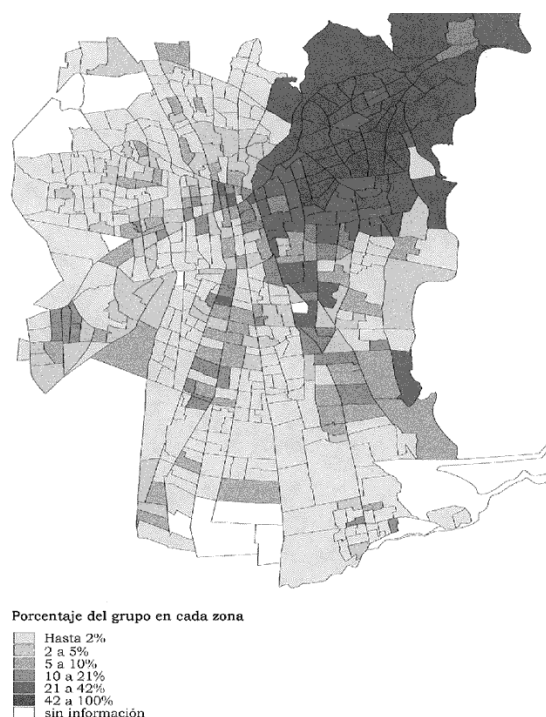 Porcentaje del grupo en cada zona
Hasta 2%
2 a 5%
5 a 10%
10 a 21%
21 a 42%
42 a 100%
sin información